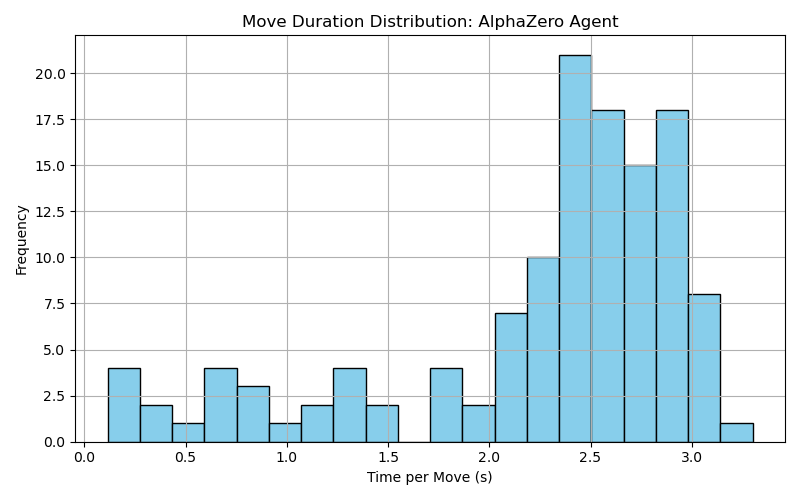 Move Duration Distribution: AlphaZero Agent
20.0
17.5
15.0
12.5
10.0
7.5
5.0
2.5
0.0
Frequency
0.0 0.5 1.0 1.5 2.0 2.5 3.0
Time per Move (s)